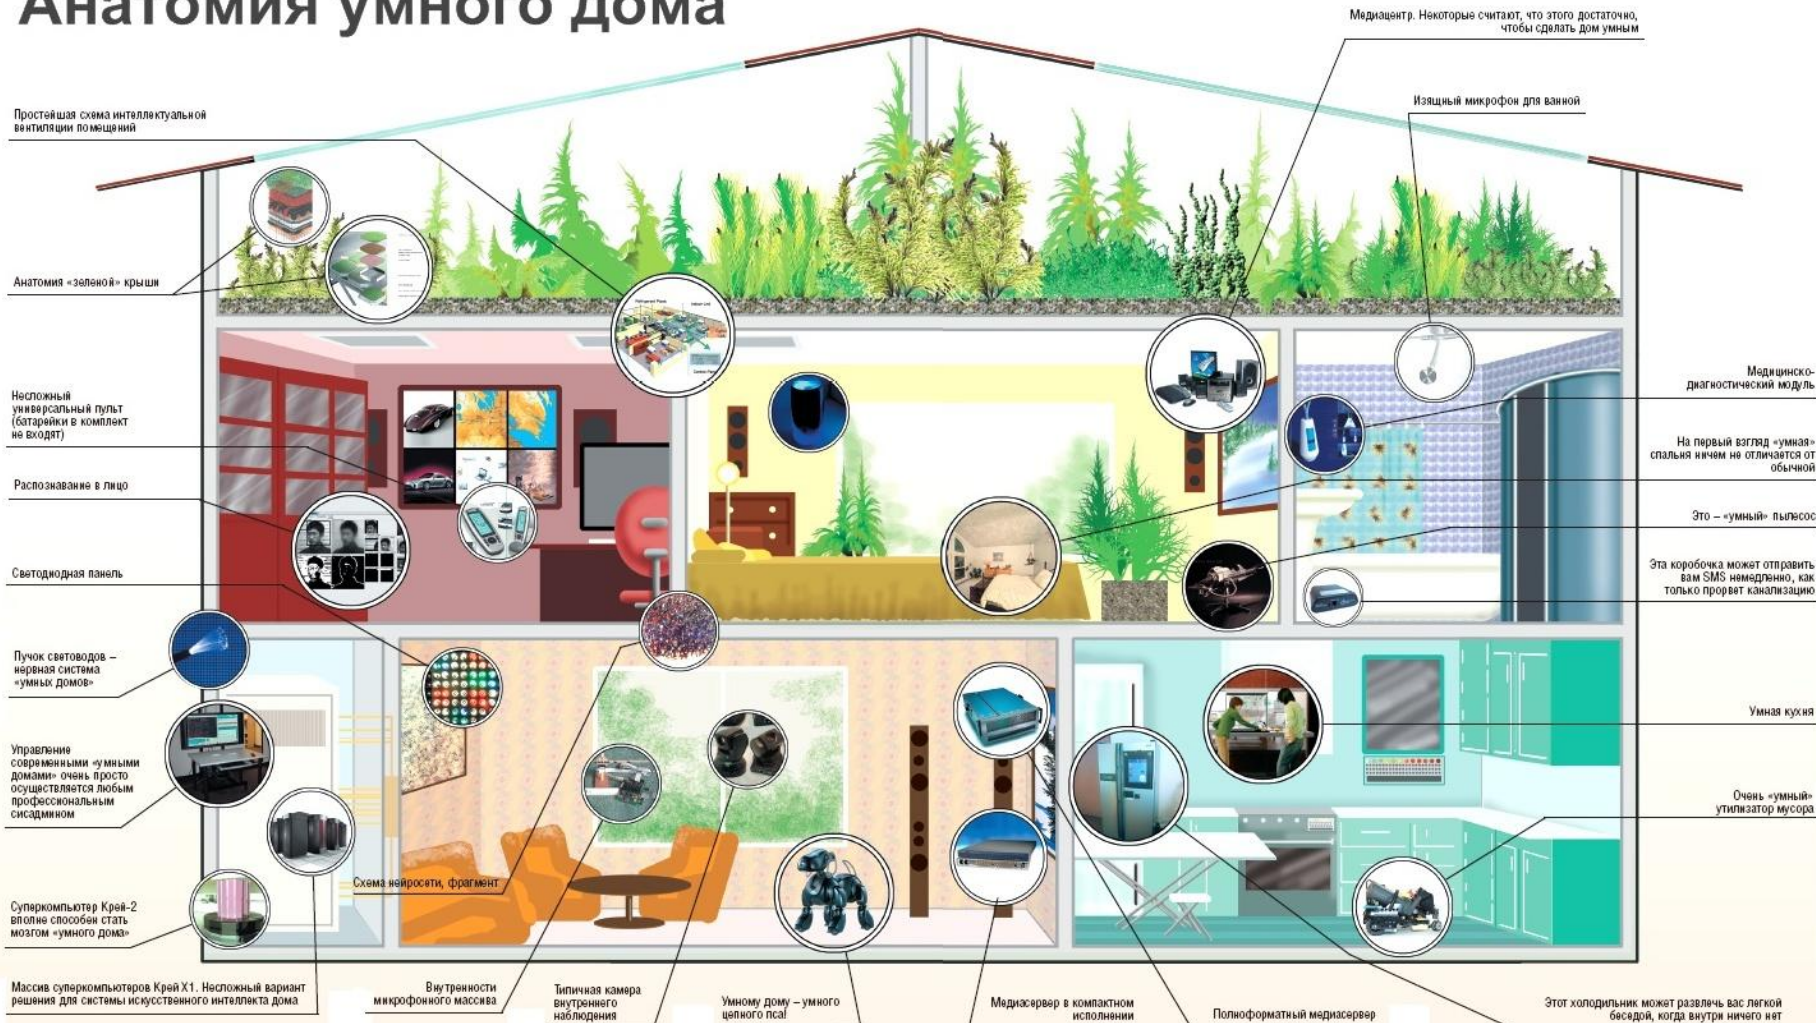 Анатомия умного дома
Медиацентр. Некоторые считают, что этого достаточно,
чтобы сделать дом умным
Простейшая схема интеллектуальной
вентиляции помещений
Изящный микрофон для ванной
Анатомия «зеленой» крыши
Несложный
универсальный пульт
(батарейки в комплект
не входят)
Распознавание в лицо
Светодиодная панель
Пучок световодов –
нервная система
«умных домов»
Управление
современными «умными
домами» очень просто
осуществляется любым
профессиональным
сисадмином
Суперкомпьютер Крей-2
вполне способен стать
мозгом «умного дома»
Массив суперкомпьютеров Крей X1. Несложный вариант
решения для системы искусственного интеллекта дома
Схема нейросети, фрагмент
Внутренности
микрофонного массива
Типичная камера
внутреннего
наблюдения
Умному дому – умного
цепного пса!
Медиасервер в компактном
исполнении
Полноформатный медиасервер
Этот холодильник может развлечь вас легкой
беседой, когда внутри ничего нет
Медицинско-
диагностический модуль
На первый взгляд «умная»
спальня ничем не отличается от
обычной
Это – «умный» пылесос
Эта коробочка может отправить
вам SMS немедленно, как
только прорвет канализацию
Умная кухня
Очень «умный»
утилизатор мусора